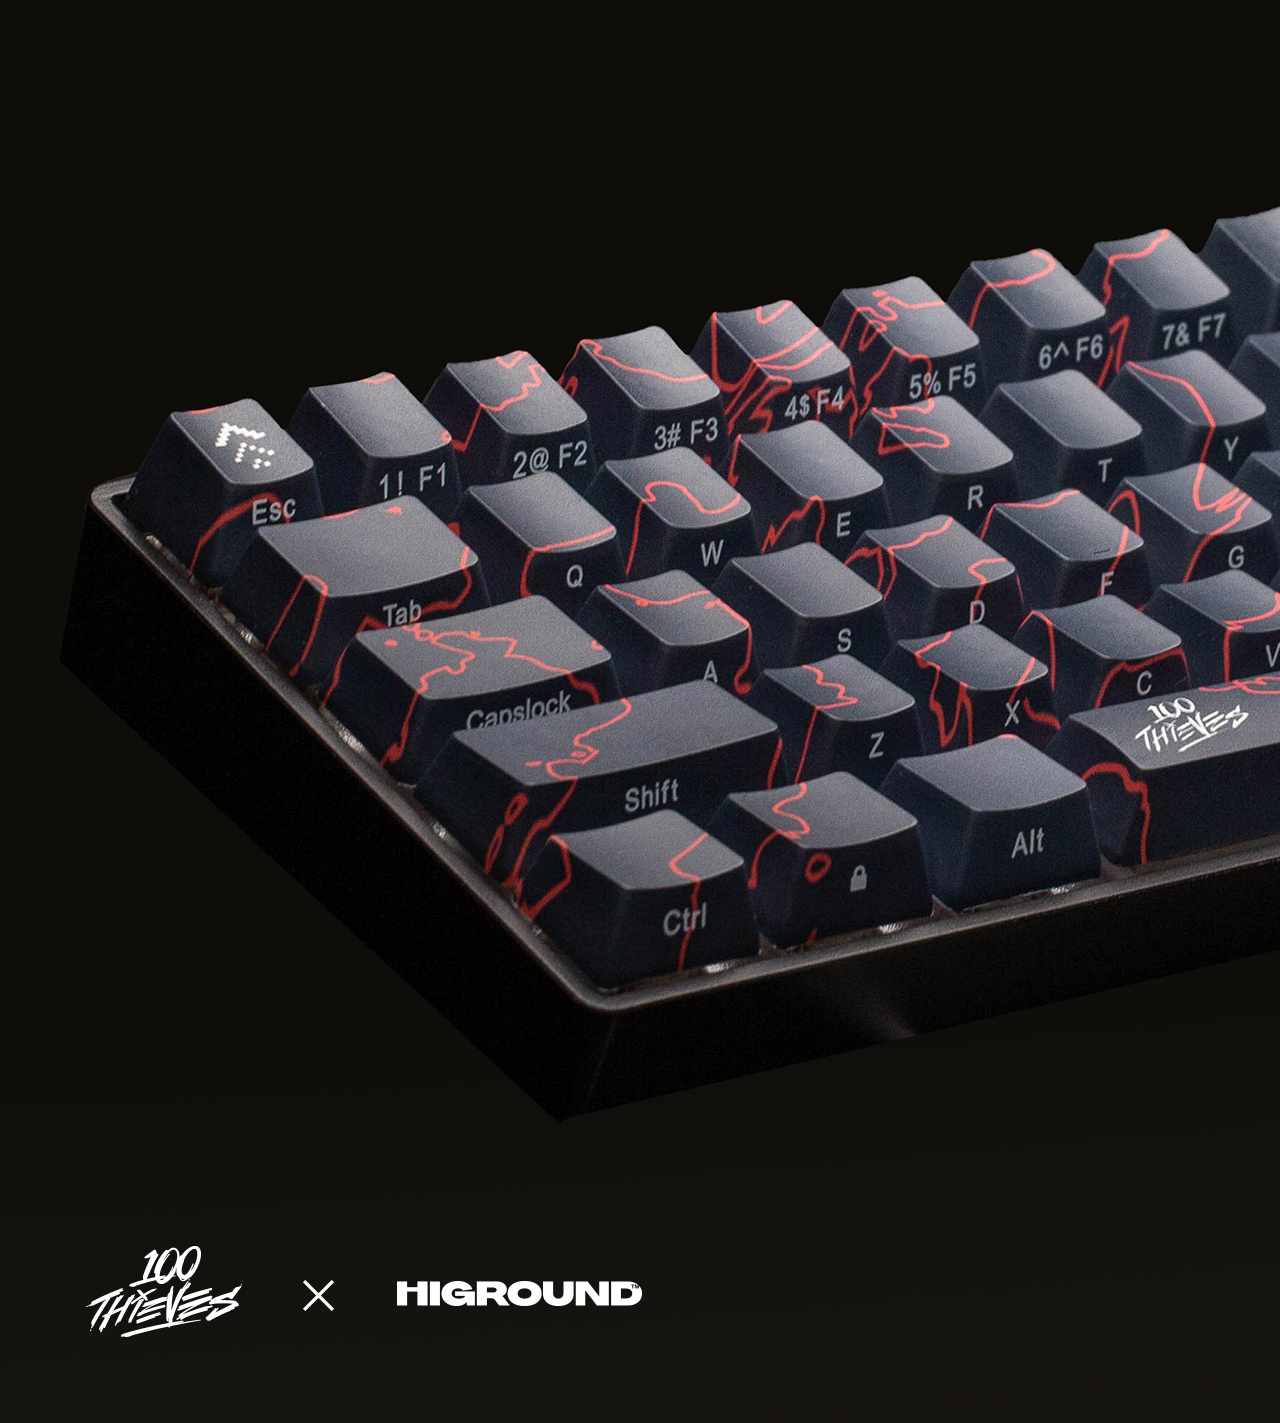 Esc
1! F1
2@ F2
3# F3
4$ F4
5% F5
6^ F6
7& F7
Tab
Q
W
E
R
T
Y
Capslock
A
S
D
F
G
Shift
Z
X
C
V
Ctrl
Alt
100
THIEVES
100
THIEVES
×
HIGROUND™